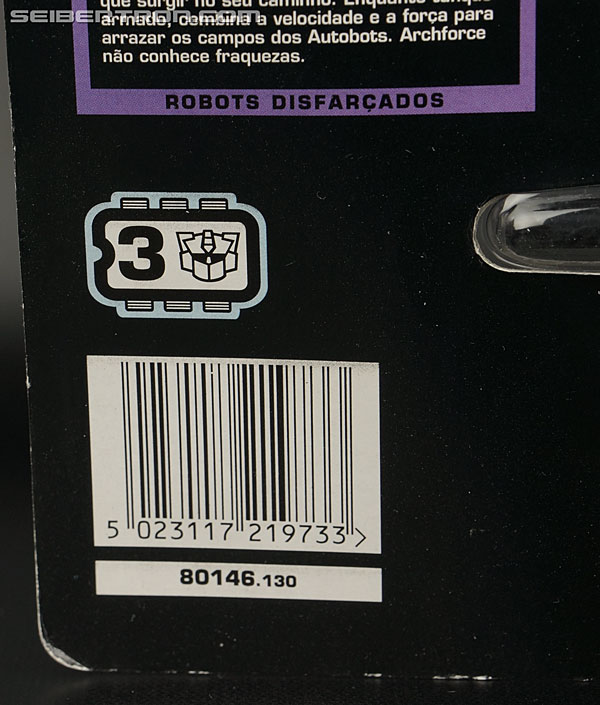 SEIBERTRON.COM
que surgir no seu caminho. Enquanto tanque
armado, domina a velocidade e a força para
arrazar os campos dos Autobots. Archforce
não conhece fraquezas.
ROBOTS DISFARÇADOS
3
5 023117 219733 >
80146.130